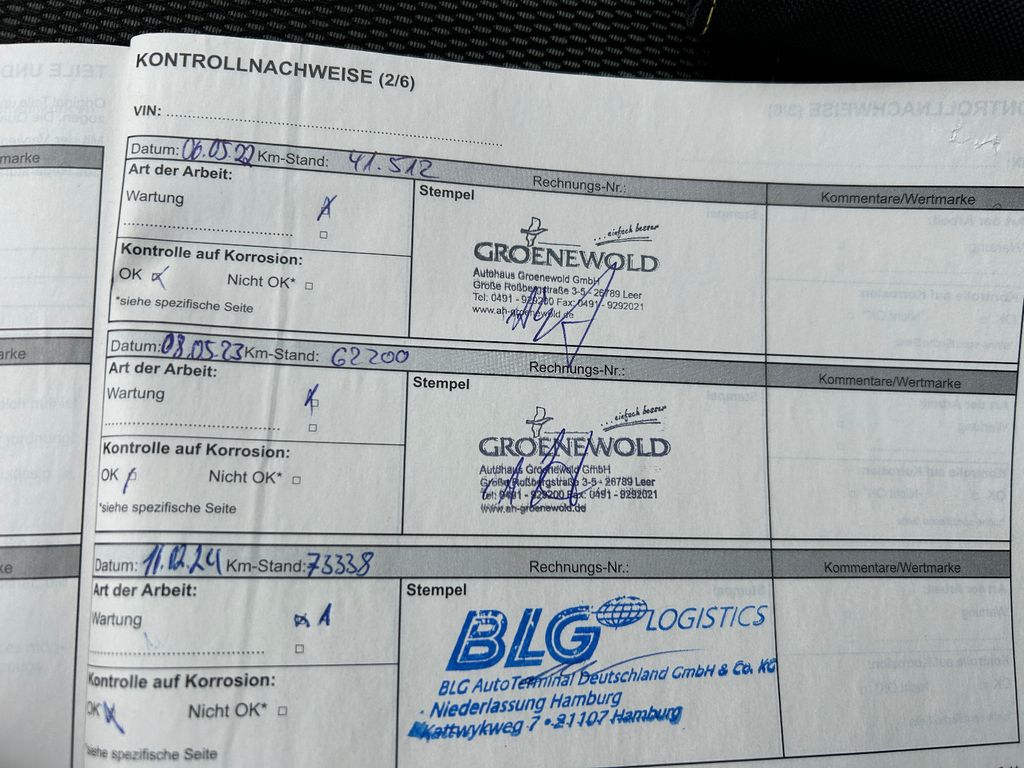 KONTROLLNACHWEISE (2/6)
VIN:
Datum: 06.05.22 Km-Stand: 41.512
Rechnungs-Nr.:
Kommentare/Wertmarke
Art der Arbeit:
Stempel
Wartung
...einfach besser
GROENEWOLD
Autohaus Groenewold GmbH
Große Roßbergstraße 3-5 - 26789 Leer
Tel: 0491 - 929200 Fax: 0491 - 9292021
www.ah-groenewold.de
Kontrolle auf Korrosion:
OK Nicht OK*
*siehe spezifische Seite
Datum: 03.05.23 Km-Stand: 62200
Rechnungs-Nr.:
Kommentare/Wertmarke
Art der Arbeit:
Stempel
Wartung
...einfach besser
GROENEWOLD
Autohaus Groenewold GmbH
Große Roßbergstraße 3-5 - 26789 Leer
Tel: 0491 - 929200 Fax: 0491 - 9292021
www.ah-groenewold.de
Kontrolle auf Korrosion:
OK Nicht OK*
*siehe spezifische Seite
Datum: 11.12.24 Km-Stand: 73338
Rechnungs-Nr.:
Kommentare/Wertmarke
Art der Arbeit:
Stempel
Wartung A
BLG LOGISTICS
BLG AutoTerminal Deutschland GmbH & Co. KG
Niederlassung Hamburg
Kattwykweg 7 • 21107 Hamburg
Kontrolle auf Korrosion:
OK Nicht OK*
*siehe spezifische Seite